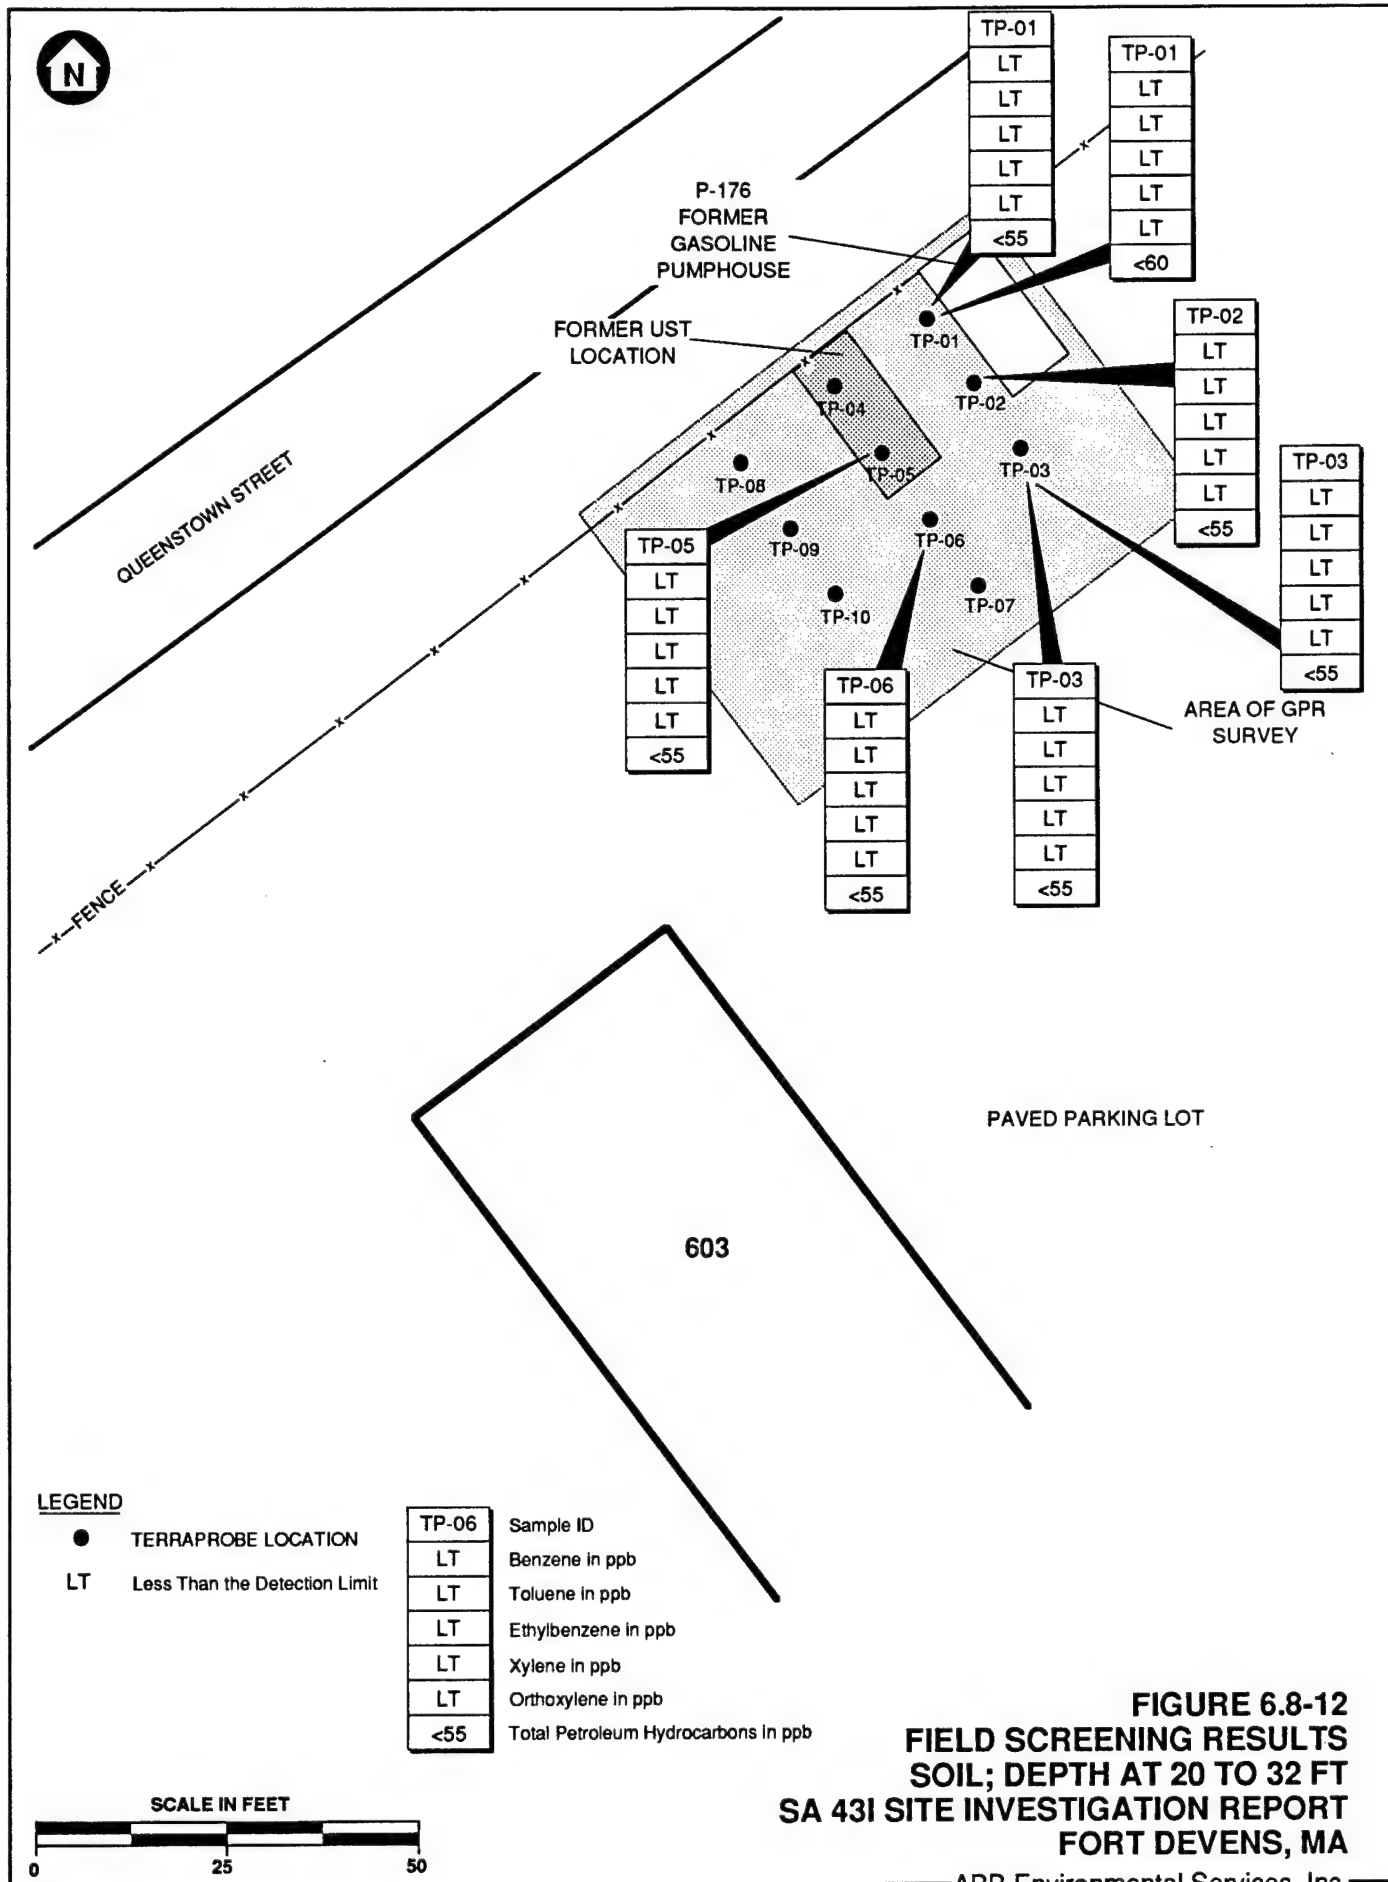 N
TP-01
LT
LT
LT
LT
LT
<55
TP-01
LT
LT
LT
LT
LT
<60
P-176
FORMER
GASOLINE
PUMPHOUSE
FORMER UST
LOCATION
TP-02
LT
LT
LT
LT
LT
<55
TP-01
TP-02
TP-03
TP-04
TP-05
TP-08
TP-09
TP-06
TP-10
TP-07
QUEENSTOWN STREET
TP-03
LT
LT
LT
LT
LT
<55
TP-05
LT
LT
LT
LT
LT
<55
TP-06
LT
LT
LT
LT
LT
<55
TP-03
LT
LT
LT
LT
LT
<55
AREA OF GPR
SURVEY
FENCE
PAVED PARKING LOT
603
LEGEND
TERRAPROBE LOCATION
LT Less Than the Detection Limit
TP-06 Sample ID
LT Benzene in ppb
LT Toluene in ppb
LT Ethylbenzene in ppb
LT Xylene in ppb
LT Orthoxylene in ppb
<55 Total Petroleum Hydrocarbons in ppb
SCALE IN FEET
0 25 50
FIGURE 6.8-12
FIELD SCREENING RESULTS
SOIL; DEPTH AT 20 TO 32 FT
SA 43I SITE INVESTIGATION REPORT
FORT DEVENS, MA
ABB Environmental Services, Inc.